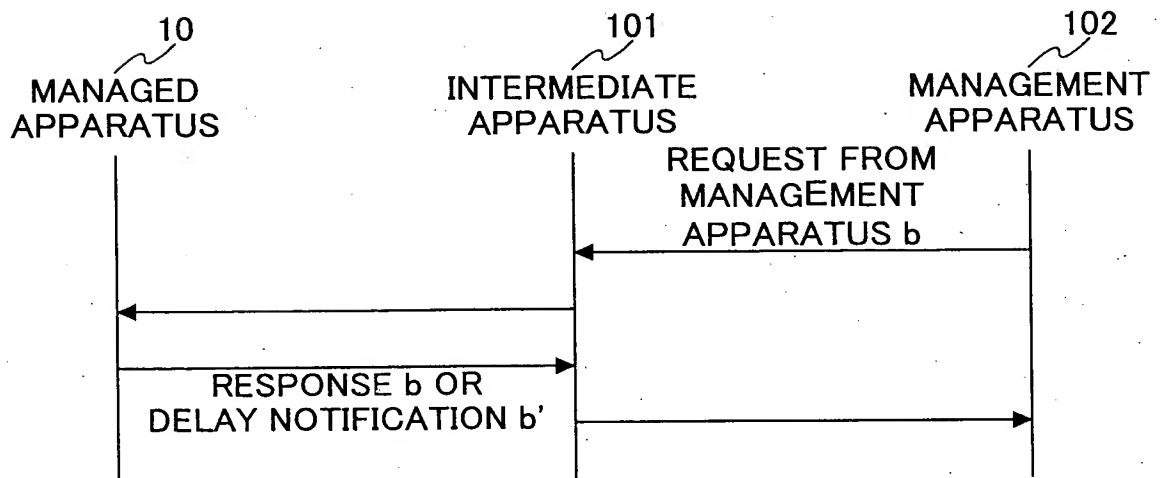 10
101
102
MANAGED
APPARATUS
INTERMEDIATE
APPARATUS
MANAGEMENT
APPARATUS
REQUEST FROM
MANAGEMENT
APPARATUS b
RESPONSE b OR
DELAY NOTIFICATION b'